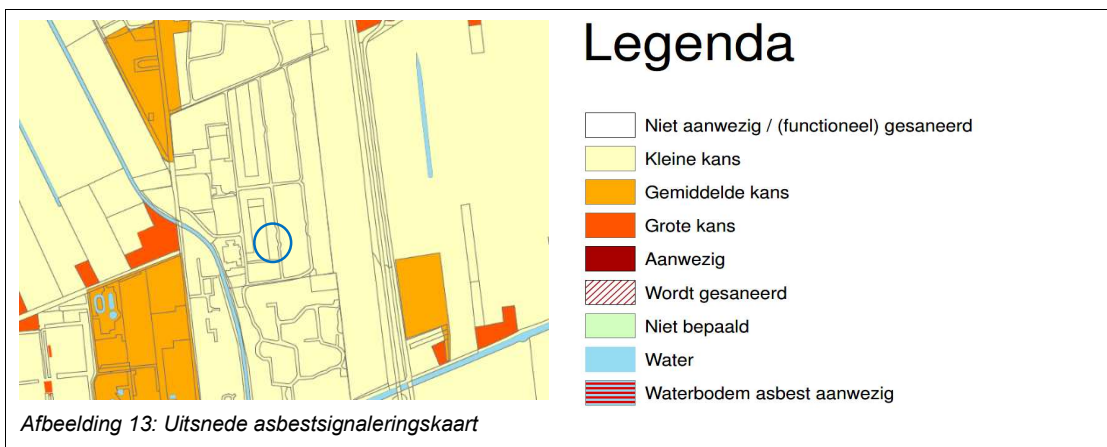 Legenda
Niet aanwezig / (functioneel) gesaneerd
Kleine kans
Gemiddelde kans
Grote kans
Aanwezig
Wordt gesaneerd
Niet bepaald
Water
Waterbodem asbest aanwezig
Afbeelding 13: Uitsnede asbestsignaleringskaart